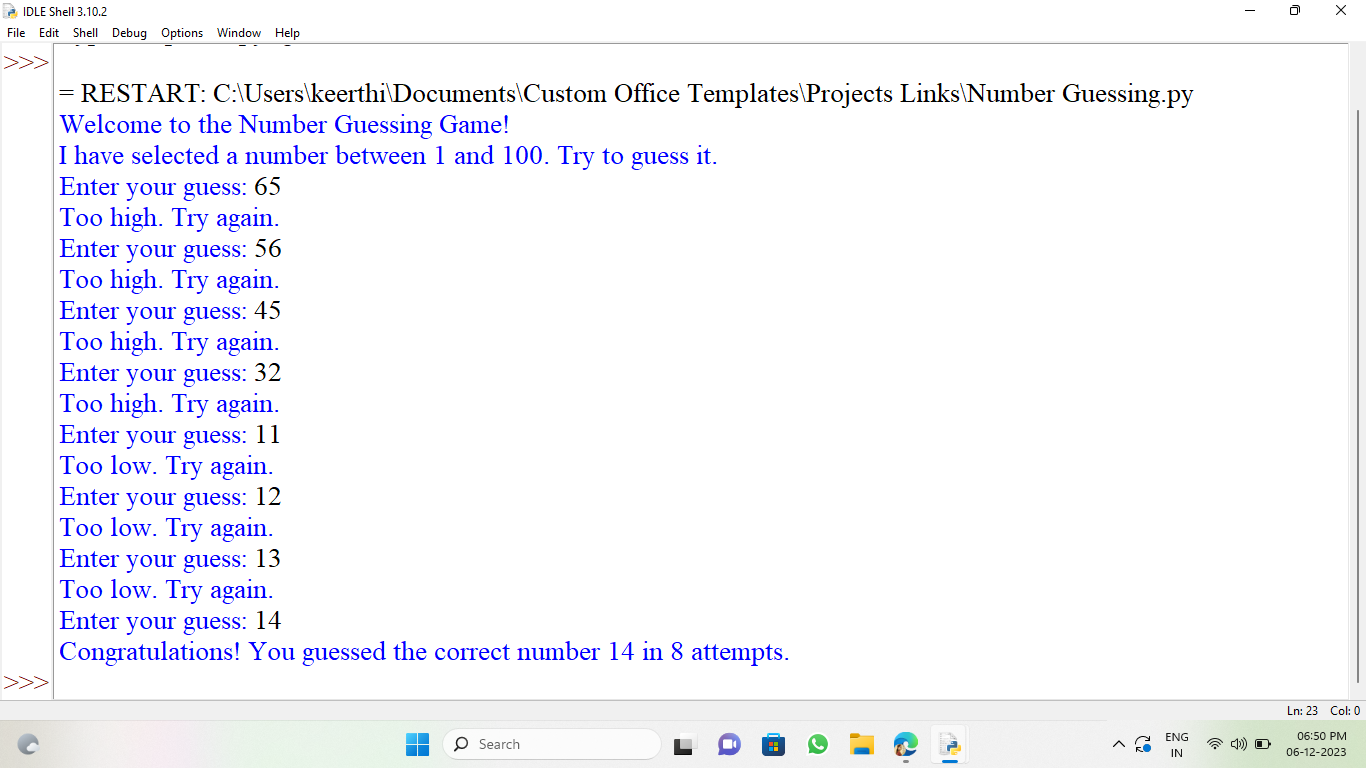 IDLE Shell 3.10.2
File Edit Shell Debug Options Window Help
>>>
= RESTART: C:\Users\keerthi\Documents\Custom Office Templates\Projects Links\Number Guessing.py
Welcome to the Number Guessing Game!
I have selected a number between 1 and 100. Try to guess it.
Enter your guess: 65
Too high. Try again.
Enter your guess: 56
Too high. Try again.
Enter your guess: 45
Too high. Try again.
Enter your guess: 32
Too high. Try again.
Enter your guess: 11
Too low. Try again.
Enter your guess: 12
Too low. Try again.
Enter your guess: 13
Too low. Try again.
Enter your guess: 14
Congratulations! You guessed the correct number 14 in 8 attempts.
>>>
Ln: 23 Col: 0
Search
ENG
IN
06:50 PM
06-12-2023